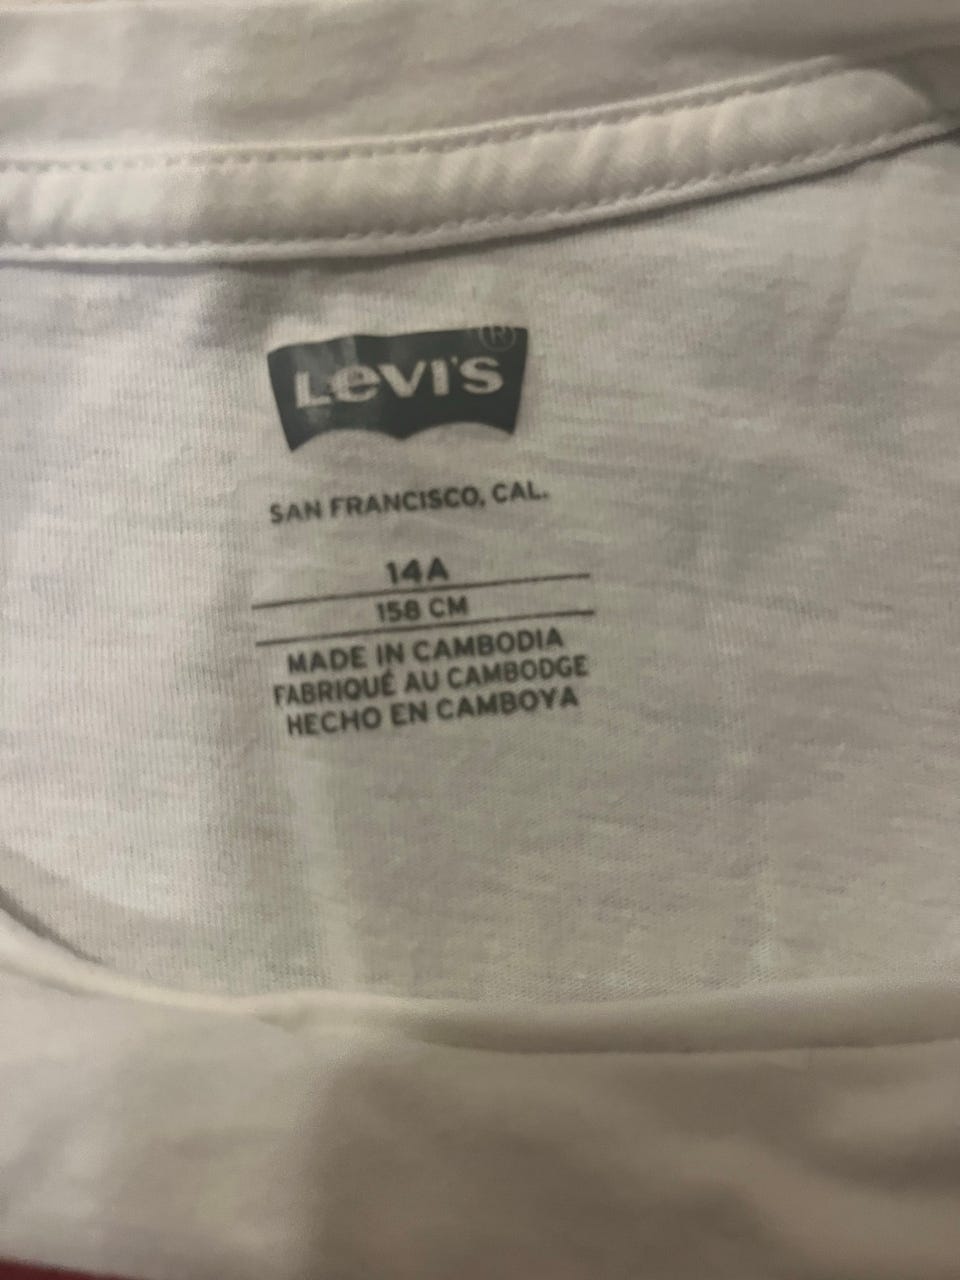 Levi's ®
SAN FRANCISCO, CAL.
14A
158 CM
MADE IN CAMBODIA
FABRIQUÉ AU CAMBODGE
HECHO EN CAMBOYA